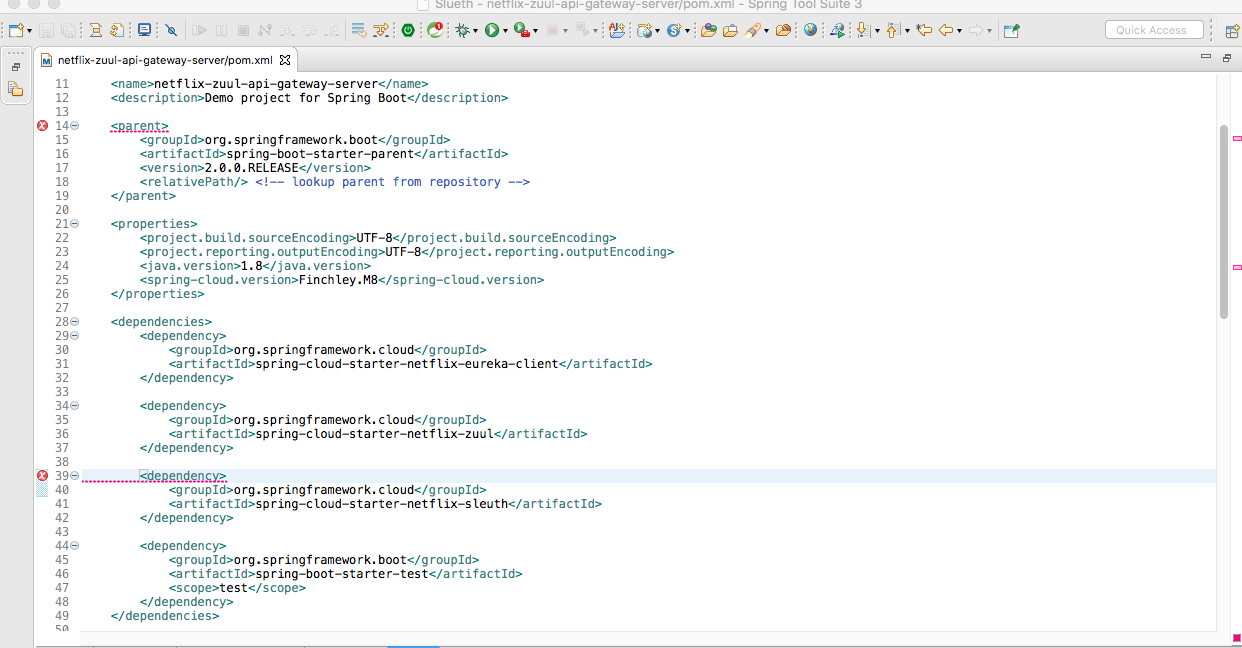 Slueth - netflix-zuul-api-gateway-server/pom.xml - Spring Tool Suite 3
Quick Access
netflix-zuul-api-gateway-server/pom.xml
11 <name>netflix-zuul-api-gateway-server</name>
12 <description>Demo project for Spring Boot</description>
13
14 <parent>
15 <groupId>org.springframework.boot</groupId>
16 <artifactId>spring-boot-starter-parent</artifactId>
17 <version>2.0.0.RELEASE</version>
18 <relativePath/> <!-- lookup parent from repository -->
19 </parent>
20
21 <properties>
22 <project.build.sourceEncoding>UTF-8</project.build.sourceEncoding>
23 <project.reporting.outputEncoding>UTF-8</project.reporting.outputEncoding>
24 <java.version>1.8</java.version>
25 <spring-cloud.version>Finchley.M8</spring-cloud.version>
26 </properties>
27
28 <dependencies>
29 <dependency>
30 <groupId>org.springframework.cloud</groupId>
31 <artifactId>spring-cloud-starter-netflix-eureka-client</artifactId>
32 </dependency>
33
34 <dependency>
35 <groupId>org.springframework.cloud</groupId>
36 <artifactId>spring-cloud-starter-netflix-zuul</artifactId>
37 </dependency>
38
39 <dependency>
40 <groupId>org.springframework.cloud</groupId>
41 <artifactId>spring-cloud-starter-netflix-sleuth</artifactId>
42 </dependency>
43
44 <dependency>
45 <groupId>org.springframework.boot</groupId>
46 <artifactId>spring-boot-starter-test</artifactId>
47 <scope>test</scope>
48 </dependency>
49 </dependencies>
50